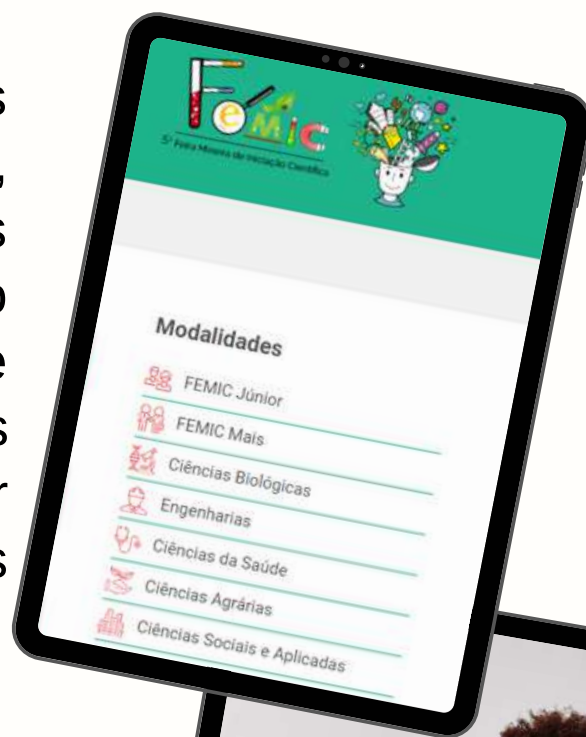 FEMIC
5ª Feira Mineira de Iniciação Científica
Modalidades
FEMIC Júnior
FEMIC Mais
Ciências Biológicas
Engenharias
Ciências da Saúde
Ciências Agrárias
Ciências Sociais e Aplicadas